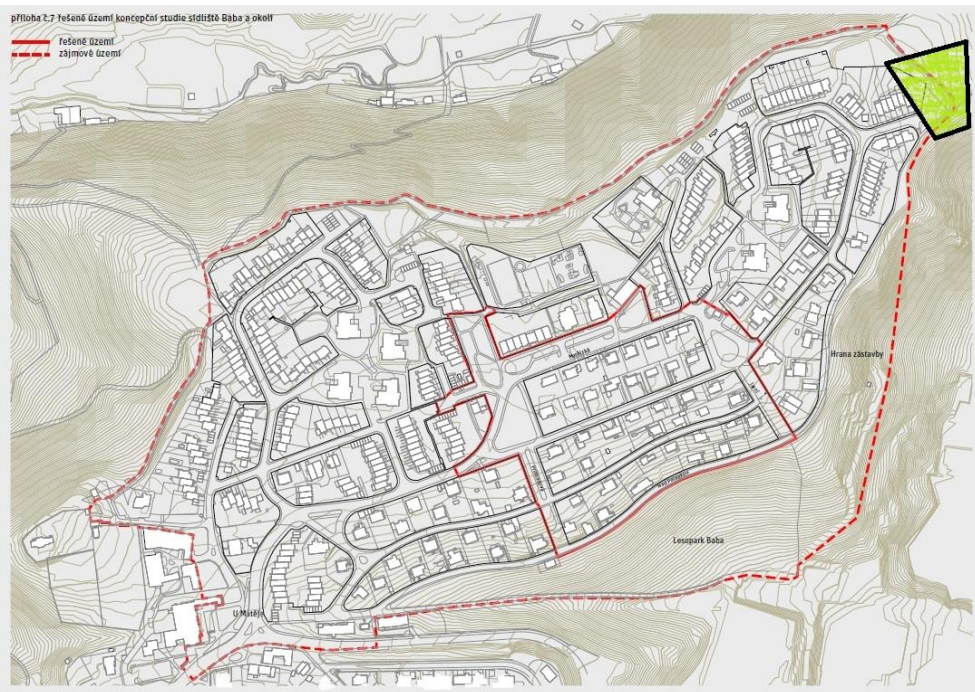 příloha č.7 řešené území koncepční studie sídliště Baba a okolí
řešené území
zájmové území
Hrana zástavby
Lesopark Baba
U Matěje